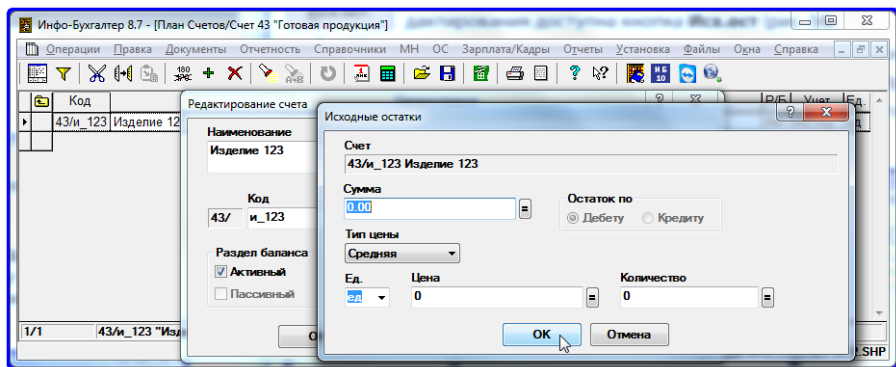 Инфо-Бухгалтер 8.7 - [План Счетов/Счет 43 "Готовая продукция"]
Операции Правка Документы Отчетность Справочники МН ОС Зарплата/Кадры Отчеты Установка Файлы Окна Справка
Код Р/Б Учет Ед.
43/и_123 Изделие 12
Редактирование счета
Наименование
Изделие 123
Код
43/ и_123
Раздел баланса
Активный
Пассивный
Исходные остатки
Счет
43/и_123 Изделие 123
Сумма
0.00
Остаток по
Дебету Кредиту
Тип цены
Средняя
Ед. Цена Количество
ед 0 0
OK Отмена
1/1 43/и_123 "Изд
.SHP